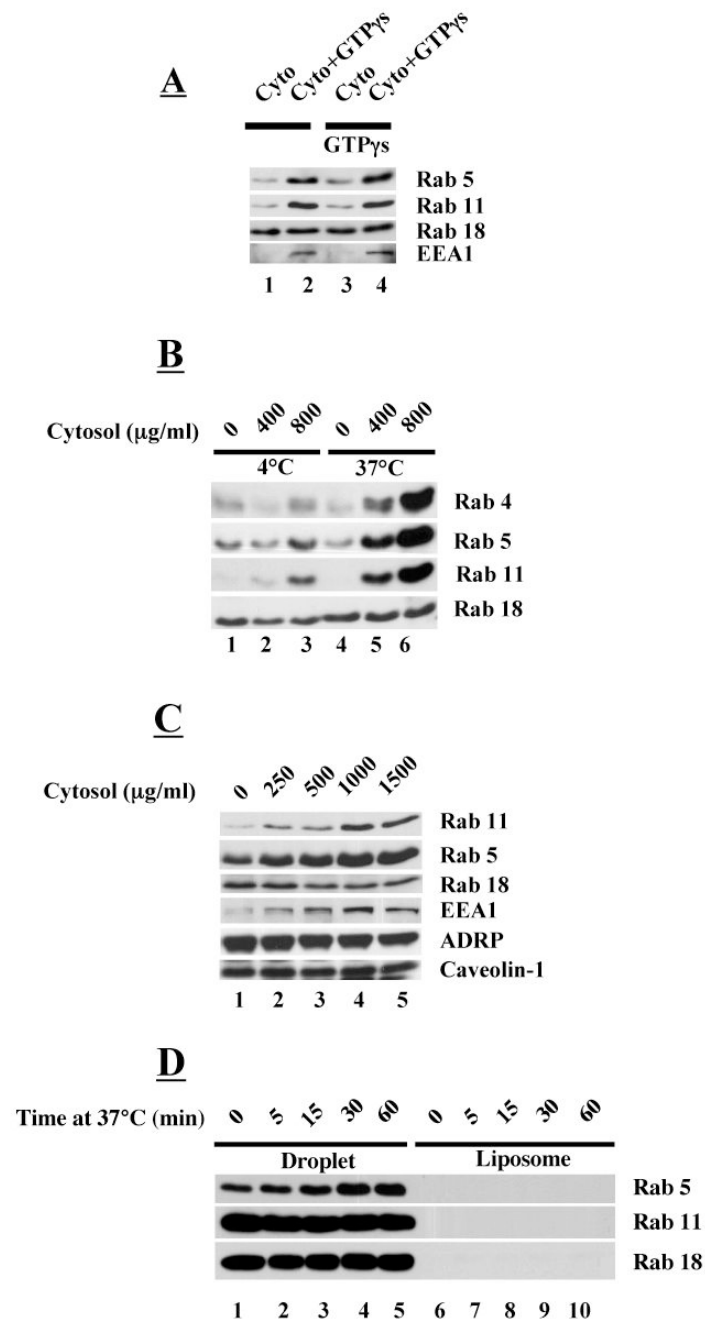 A
Cyto Cyto+GTPγs Cyto Cyto+GTPγs
GTPγs
Rab 5
Rab 11
Rab 18
EEA1
1 2 3 4
B
Cytosol (μg/ml) 0 400 800 0 400 800
4°C 37°C
Rab 4
Rab 5
Rab 11
Rab 18
1 2 3 4 5 6
C
Cytosol (μg/ml) 0 250 500 1000 1500
Rab 11
Rab 5
Rab 18
EEA1
ADRP
Caveolin-1
1 2 3 4 5
D
Time at 37°C (min) 0 5 15 30 60 0 5 15 30 60
Droplet Liposome
Rab 5
Rab 11
Rab 18
1 2 3 4 5 6 7 8 9 10